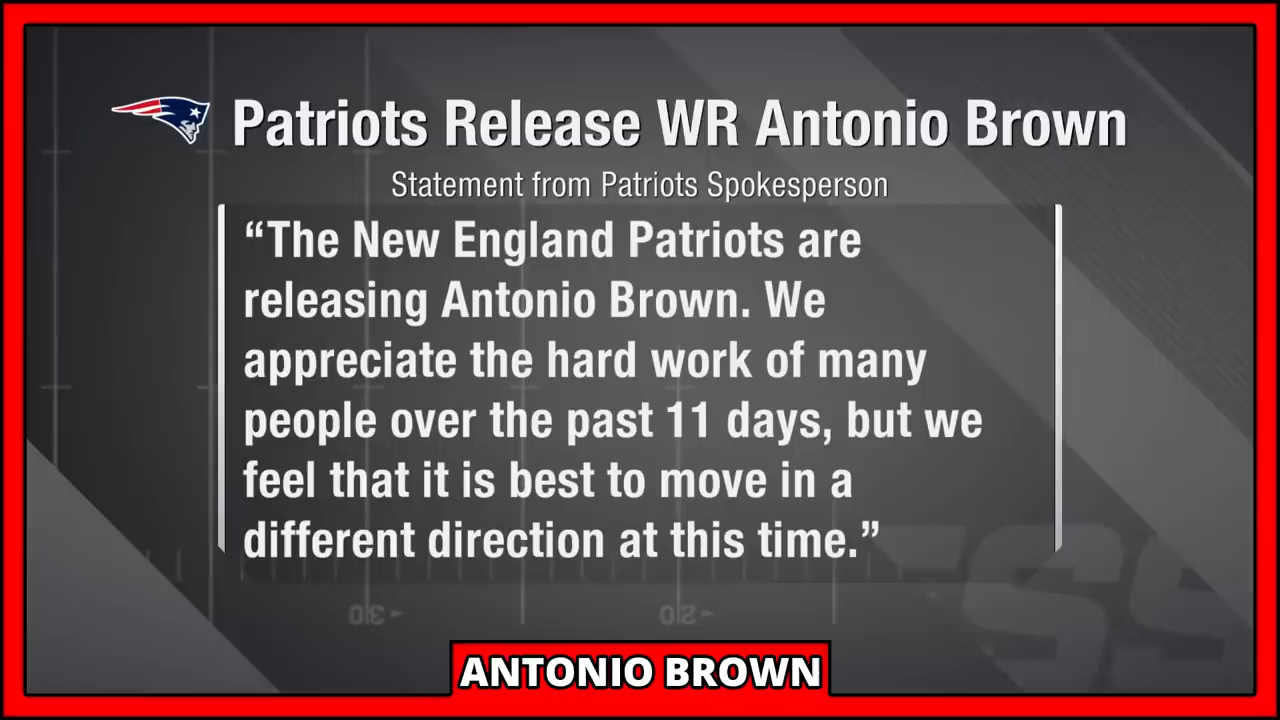 Patriots Release WR Antonio Brown
Statement from Patriots Spokesperson
“The New England Patriots are
releasing Antonio Brown. We
appreciate the hard work of many
people over the past 11 days, but we
feel that it is best to move in a
different direction at this time.”
ANTONIO BROWN